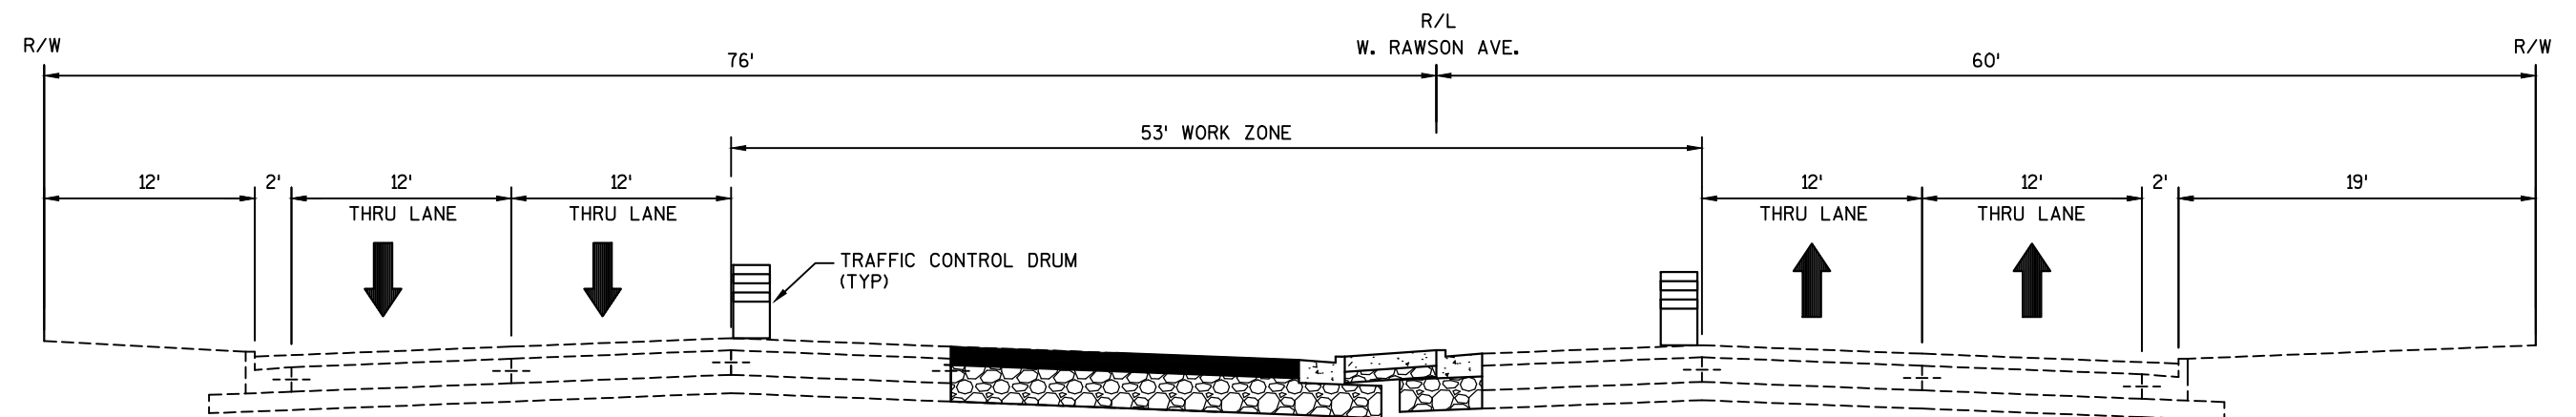 R/L
R/W
W. RAWSON AVE.
R/W
76'
60'
53' WORK ZONE
12'
2'
12'
12'
12'
12'
2'
19'
THRU LANE
THRU LANE
THRU LANE
THRU LANE
TRAFFIC CONTROL DRUM
(TYP)